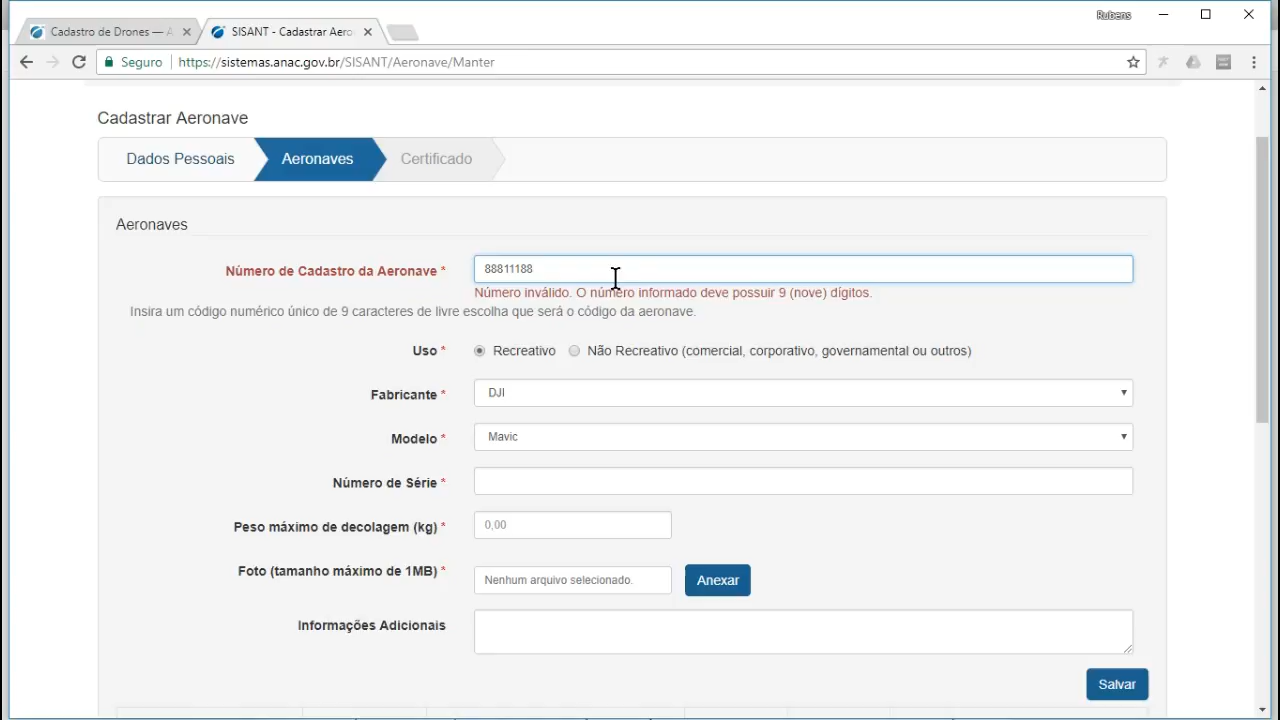 Rubens
Cadastro de Drones — A
SISANT - Cadastrar Aero
Seguro https://sistemas.anac.gov.br/SISANT/Aeronave/Manter
Cadastrar Aeronave
Dados Pessoais Aeronaves Certificado
Aeronaves
Número de Cadastro da Aeronave * 88811188
Número inválido. O número informado deve possuir 9 (nove) dígitos.
Insira um código numérico único de 9 caracteres de livre escolha que será o código da aeronave.
Uso * Recreativo Não Recreativo (comercial, corporativo, governamental ou outros)
Fabricante * DJI
Modelo * Mavic
Número de Série *
Peso máximo de decolagem (kg) * 0,00
Foto (tamanho máximo de 1MB) * Nenhum arquivo selecionado. Anexar
Informações Adicionais
Salvar